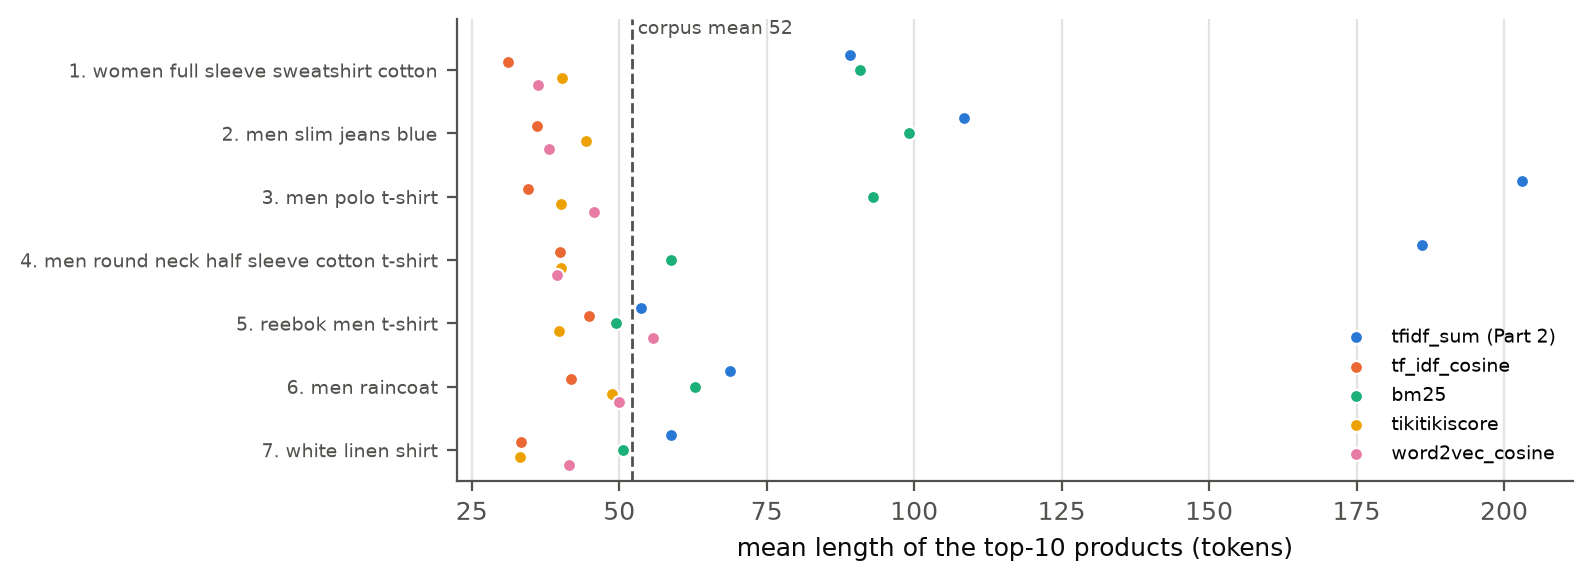 corpus mean 52
1. women full sleeve sweatshirt cotton
2. men slim jeans blue
3. men polo t-shirt
4. men round neck half sleeve cotton t-shirt
5. reebok men t-shirt
6. men raincoat
7. white linen shirt
tfidf_sum (Part 2)
tf_idf_cosine
bm25
tikitikiscore
word2vec_cosine
25 50 75 100 125 150 175 200
mean length of the top-10 products (tokens)